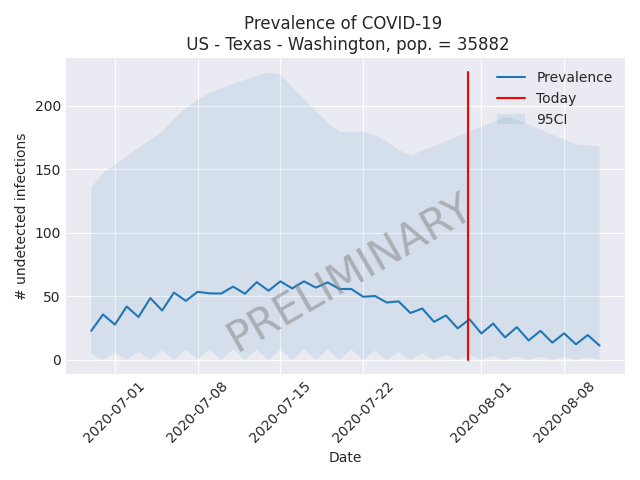 Prevalence of COVID-19
US - Texas - Washington, pop. = 35882
# undetected infections
200
150
100
50
0
Prevalence
Today
95CI
PRELIMINARY
2020-07-01
2020-07-08
2020-07-15
2020-07-22
2020-08-01
2020-08-08
Date